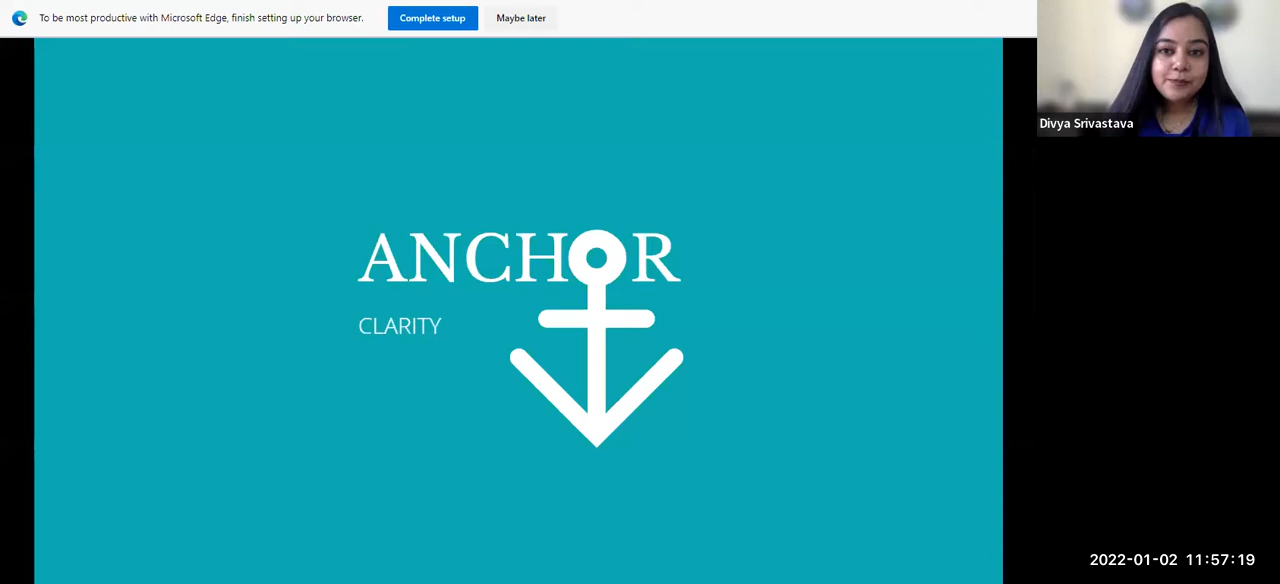 To be most productive with Microsoft Edge, finish setting up your browser. Complete setup Maybe later
Divya Srivastava
ANCHOR
CLARITY
2022-01-02 11:57:19